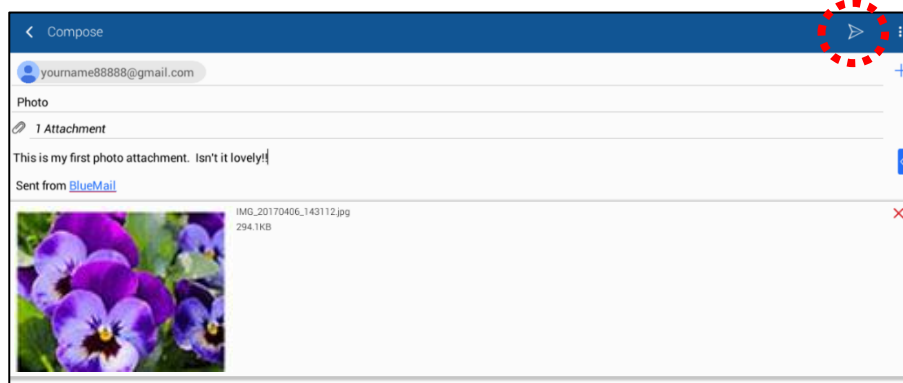 Compose
yourname88888@gmail.com
Photo
1 Attachment
This is my first photo attachment.  Isn't it lovely!!
Sent from BlueMail
IMG_20170406_143112.jpg
294.1KB